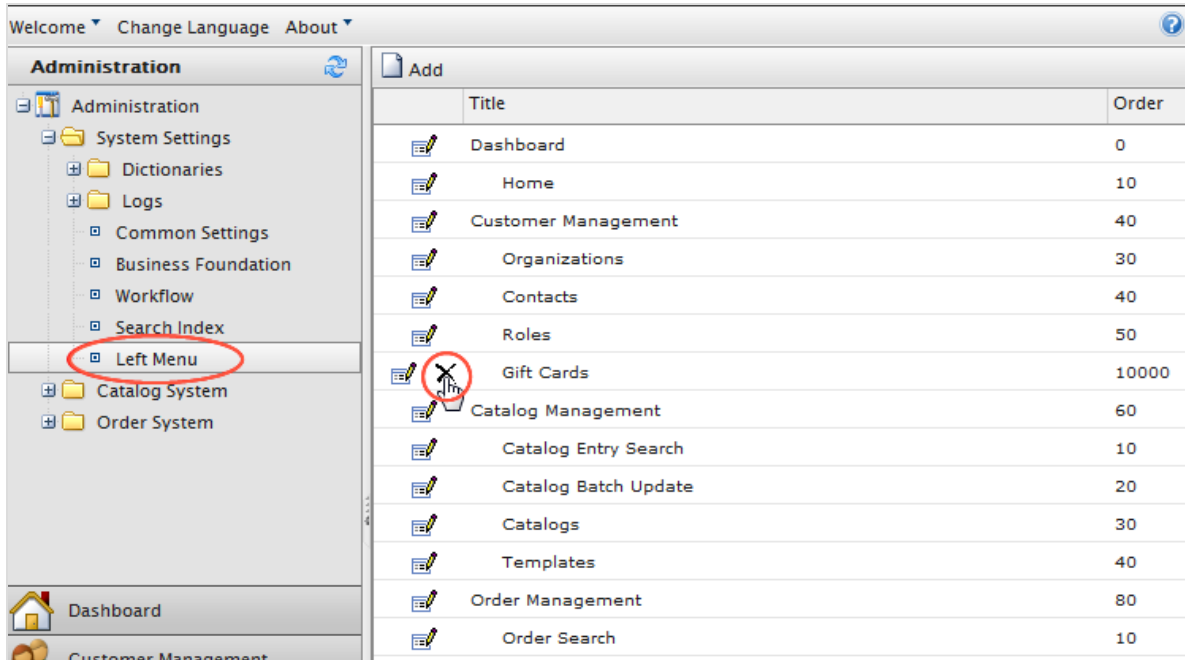 Welcome Change Language About
Administration
Administration
System Settings
Dictionaries
Logs
Common Settings
Business Foundation
Workflow
Search Index
Left Menu
Catalog System
Order System
Dashboard
Customer Management
Add
Title Order
Dashboard 0
Home 10
Customer Management 40
Organizations 30
Contacts 40
Roles 50
Gift Cards 10000
Catalog Management 60
Catalog Entry Search 10
Catalog Batch Update 20
Catalogs 30
Templates 40
Order Management 80
Order Search 10